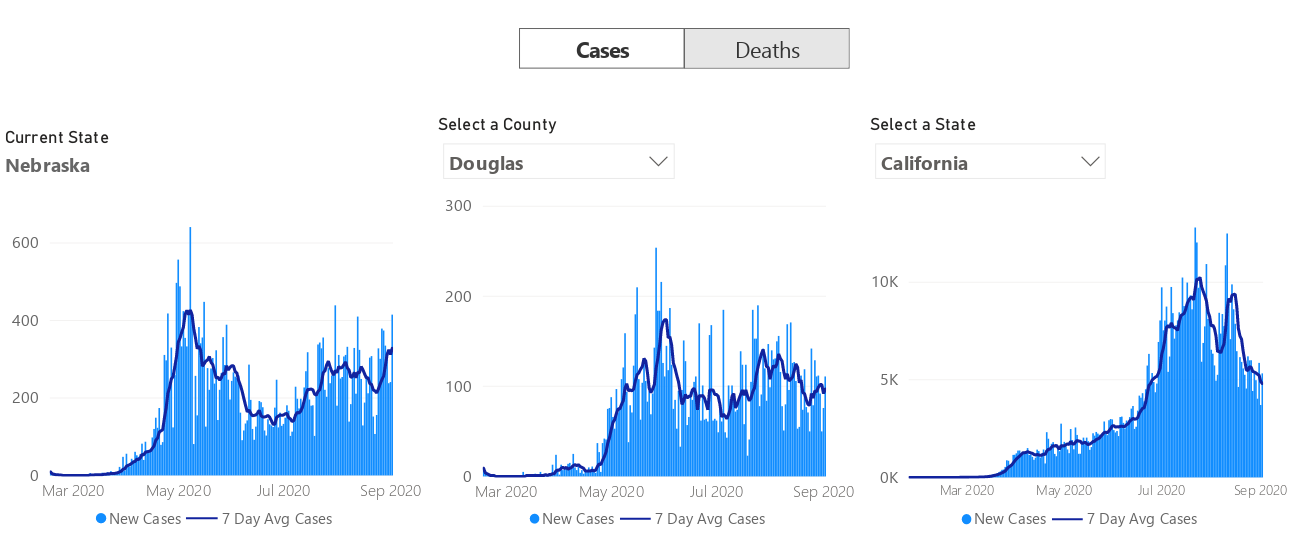 Cases Deaths
Current State
Nebraska
Select a County
Douglas
Select a State
California
600
400
200
0
Mar 2020 May 2020 Jul 2020 Sep 2020
New Cases 7 Day Avg Cases
300
200
100
0
Mar 2020 May 2020 Jul 2020 Sep 2020
New Cases 7 Day Avg Cases
10K
5K
0K
Mar 2020 May 2020 Jul 2020 Sep 2020
New Cases 7 Day Avg Cases